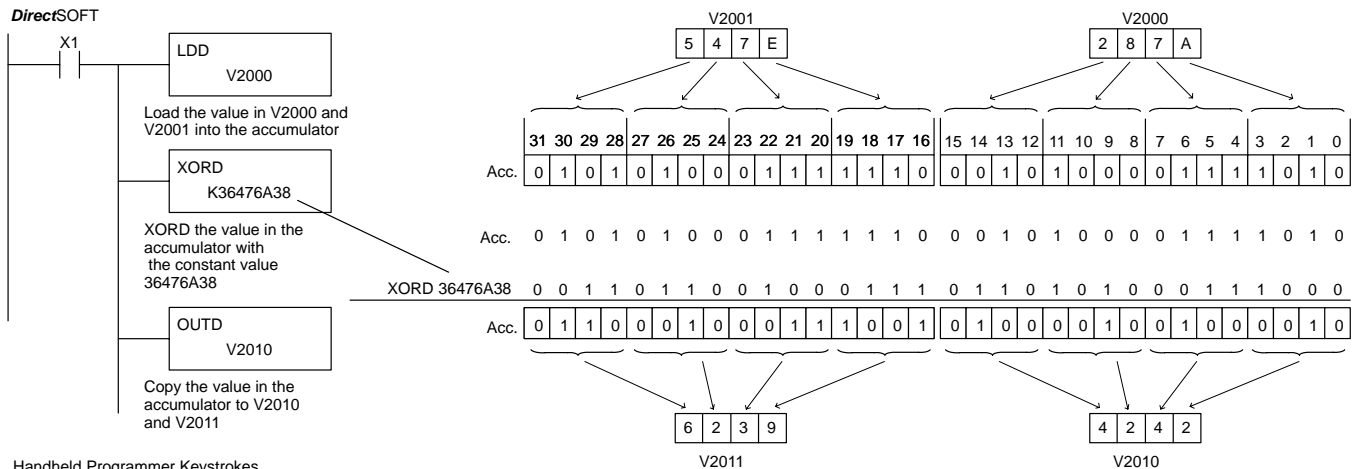 DirectSOFT
X1
LDD
V2000
Load the value in V2000 and
V2001 into the accumulator
XORD
K36476A38
XORD the value in the
accumulator with
the constant value
36476A38
OUTD
V2010
Copy the value in the
accumulator to V2010
and V2011
Handheld Programmer Keystrokes
V2001
5 4 7 E
V2000
2 8 7 A
31 30 29 28 27 26 25 24 23 22 21 20 19 18 17 16 15 14 13 12 11 10 9 8 7 6 5 4 3 2 1 0
Acc. 0 1 0 1 0 1 0 0 0 1 1 1 1 1 1 0 0 0 1 0 1 0 0 0 0 1 1 1 1 0 1 0
Acc. 0 1 0 1 0 1 0 0 0 1 1 1 1 1 1 0 0 0 1 0 1 0 0 0 0 1 1 1 1 0 1 0
XORD 36476A38 0 0 1 1 0 1 1 0 0 1 0 0 0 1 1 1 0 1 1 0 1 0 1 0 0 0 1 1 1 0 0 0
Acc. 0 1 1 0 0 0 1 0 0 0 1 1 1 0 0 1 0 1 0 0 0 0 1 0 0 1 0 0 0 0 1 0
6 2 3 9
V2011
4 2 4 2
V2010